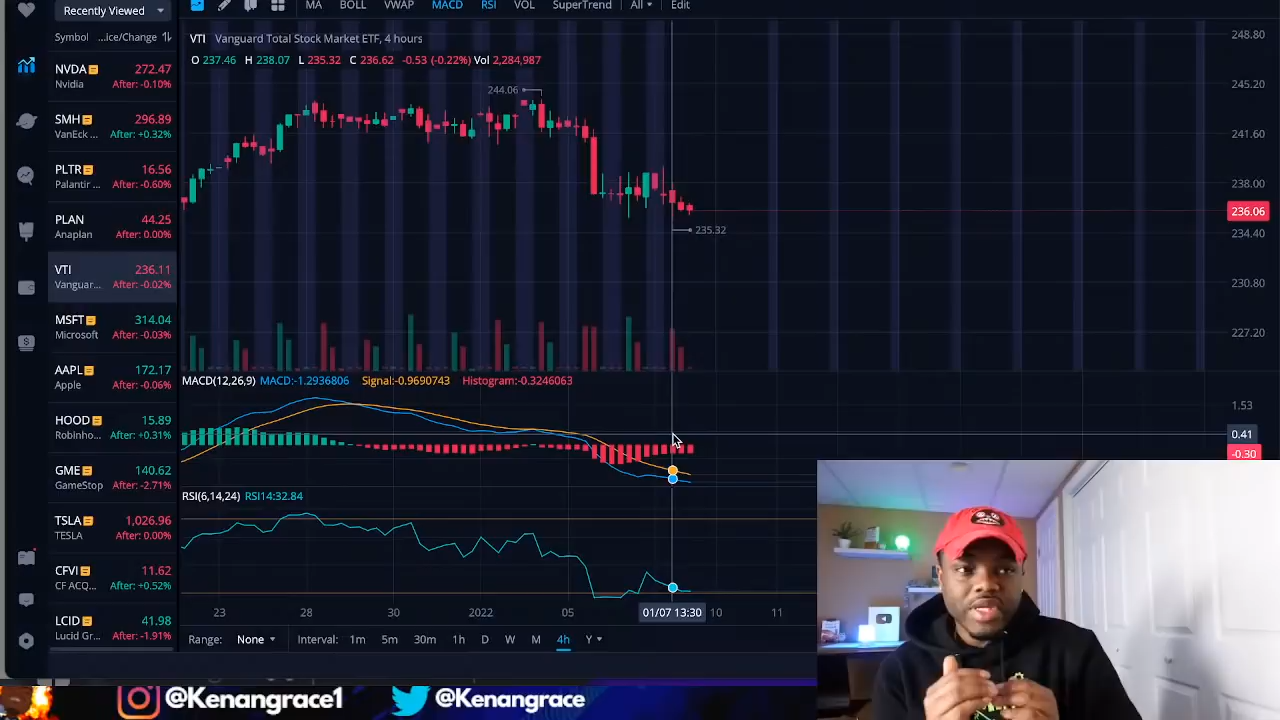 Recently Viewed
MA BOLL VWAP MACD RSI VOL SuperTrend All Edit
Symbol ...ice/Change
NVDA 272.47
Nvidia After: -0.10%
SMH 296.89
VanEck ... After: +0.32%
PLTR 16.56
Palantir ... After: -0.60%
PLAN 44.25
Anaplan After: 0.00%
VTI 236.11
Vanguar... After: -0.02%
MSFT 314.04
Microsoft After: -0.03%
AAPL 172.17
Apple After: -0.06%
HOOD 15.89
Robinho... After: +0.31%
GME 140.62
GameStop After: -2.71%
TSLA 1,026.96
TESLA After: 0.00%
CFVI 11.62
CF ACQ... After: +0.52%
LCID 41.98
Lucid Gr... After: -1.91%
VTI Vanguard Total Stock Market ETF, 4 hours
O 237.46 H 238.07 L 235.32 C 236.62 -0.53 (-0.22%) Vol 2,284,987
244.06
235.32
248.80
245.20
241.60
238.00
236.06
234.40
230.80
227.20
MACD(12,26,9) MACD:-1.2936806 Signal:-0.9690743 Histogram:-0.3246063
1.53
0.41
-0.30
RSI(6,14,24) RSI14:32.84
23 28 30 2022 05 01/07 13:30 10 11
Range: None Interval: 1m 5m 30m 1h D W M 4h Y
@Kenangrace1 @Kenangrace